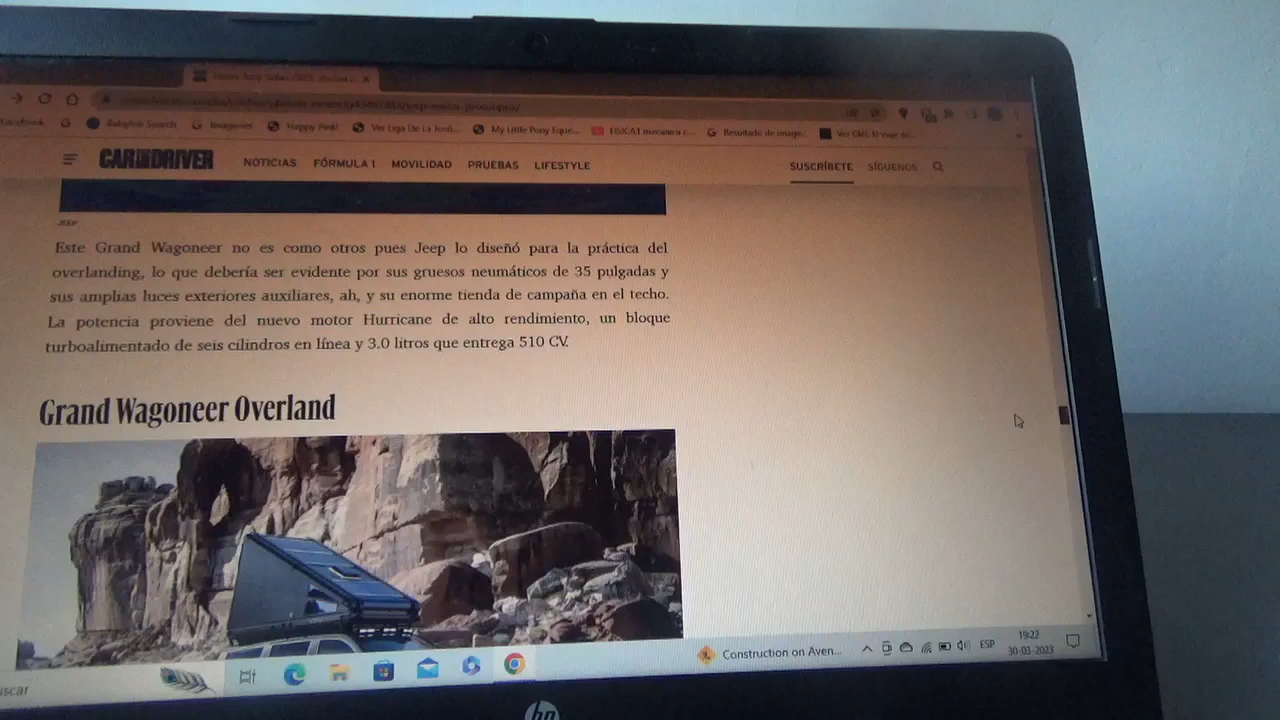 Facebook
Babylon Search
Imágenes
Happy Pink!
Ver Liga De La Justi...
My Little Pony Eque...
FISICA I mecanica c...
Resultado de image...
CAR AND DRIVER
NOTICIAS FÓRMULA 1 MOVILIDAD PRUEBAS LIFESTYLE
SUSCRÍBETE SÍGUENOS
JEEP
Este Grand Wagoneer no es como otros pues Jeep lo diseñó para la práctica del
overlanding, lo que debería ser evidente por sus gruesos neumáticos de 35 pulgadas y
sus amplias luces exteriores auxiliares, ah, y su enorme tienda de campaña en el techo.
La potencia proviene del nuevo motor Hurricane de alto rendimiento, un bloque
turboalimentado de seis cilindros en línea y 3.0 litros que entrega 510 CV.
Grand Wagoneer Overland
uscar
Construction on Aven...
ESP
19:22
30-03-2023
hp